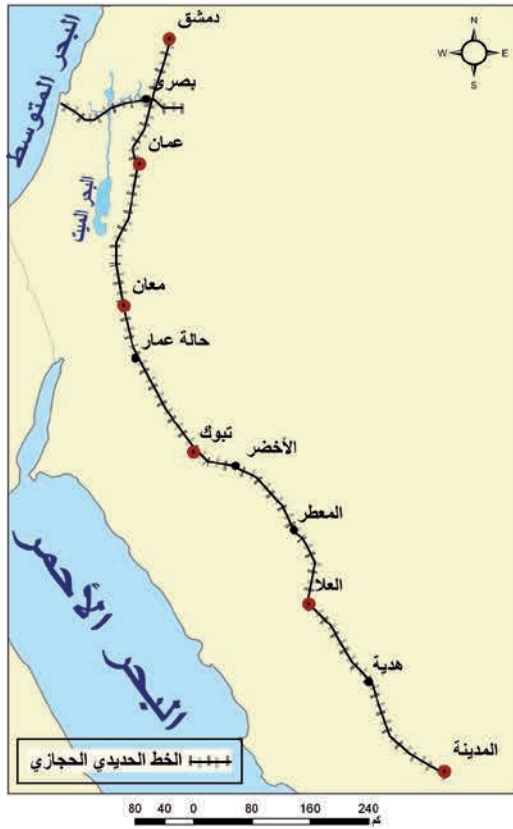 دمشق
N
W E
S
بصرى
البحر المتوسط
عمان
البحر الميت
معان
حالة عمار
تبوك
الأخضر
المعطر
العلا
هدية
البحر الأحمر
المدينة
الخط الحديدي الحجازي
80 40 0 80 160 240
كم